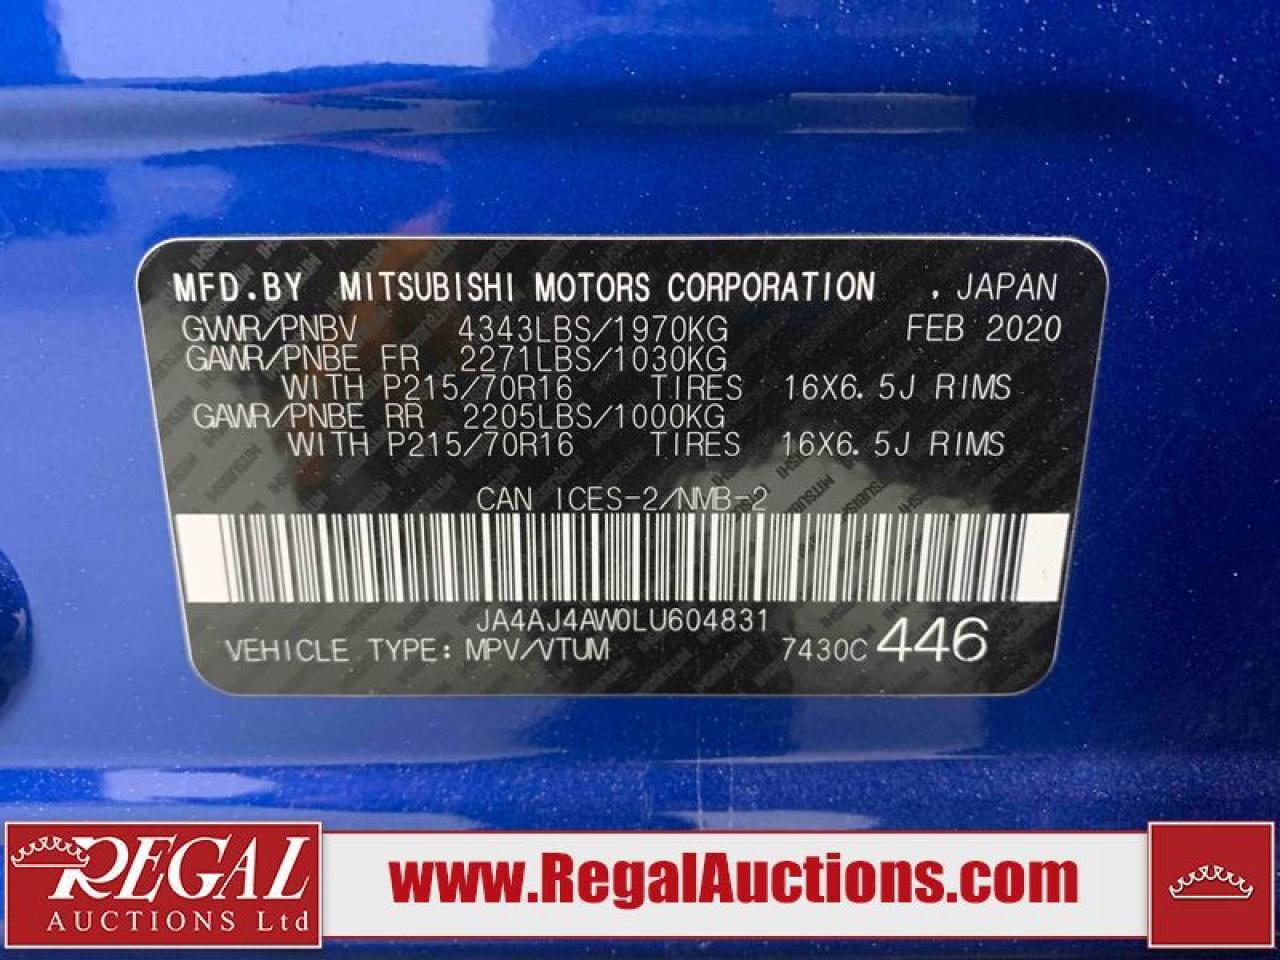 MFD.BY MITSUBISHI MOTORS CORPORATION , JAPAN
GVWR/PNBV 4343LBS/1970KG FEB 2020
GAWR/PNBE FR 2271LBS/1030KG
WITH P215/70R16 TIRES 16X6.5J RIMS
GAWR/PNBE RR 2205LBS/1000KG
WITH P215/70R16 TIRES 16X6.5J RIMS
CAN ICES-2/NMB-2
JA4AJ4AW0LU604831
VEHICLE TYPE: MPV/VTUM 7430C 446
REGAL
AUCTIONS Ltd
www.RegalAuctions.com